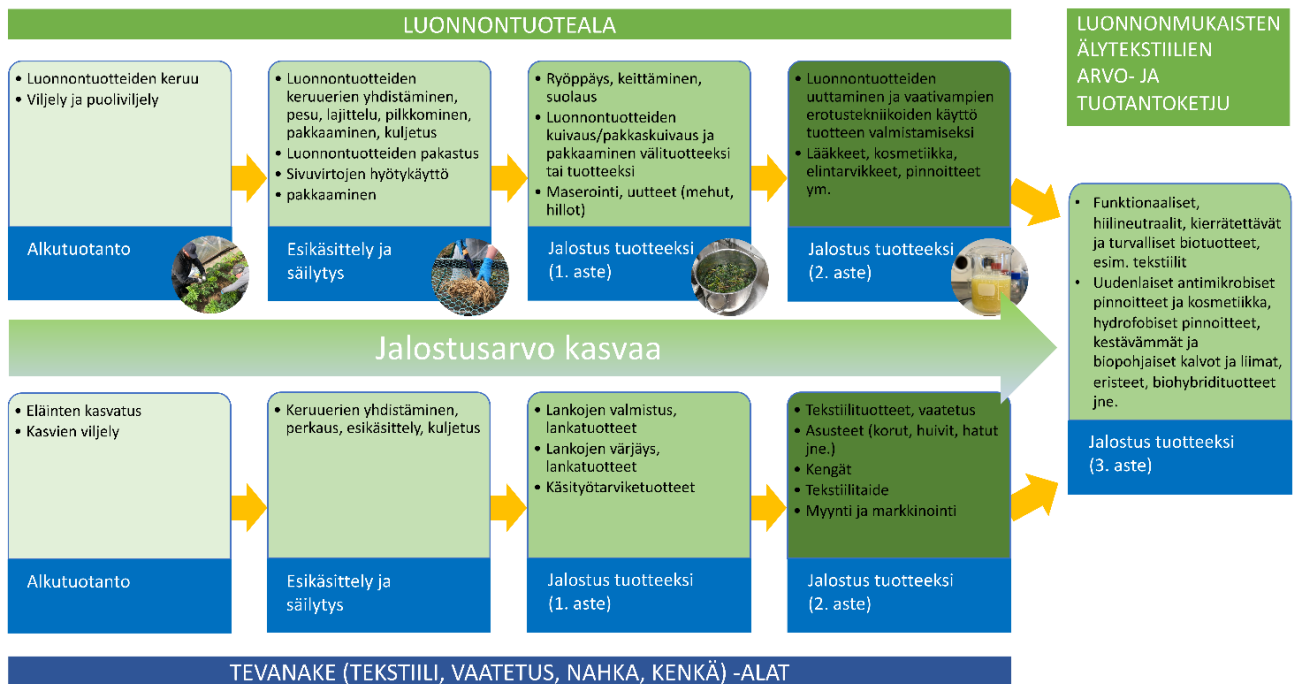 LUONNONTUOTEALA
LUONNONMUKAISTEN
ÄLYTEKSTIILIEN
ARVO- JA
TUOTANTOKETJU
• Luonnontuotteiden keruu
• Viljely ja puoliviljely
Alkutuotanto
• Luonnontuotteiden
keruuerien yhdistäminen,
pesu, lajittelu, pilkkominen,
pakkaaminen, kuljetus
• Luonnontuotteiden pakastus
• Sivuvirtojen hyötykäyttö
• pakkaaminen
Esikäsittely ja
säilytys
• Ryöppäys, keittäminen,
suolaus
• Luonnontuotteiden
kuivaus/pakkaskuivaus ja
pakkaaminen välituotteeksi
tai tuotteeksi
• Maserointi, uutteet (mehut,
hillot)
Jalostus tuotteeksi
(1. aste)
• Luonnontuotteiden
uuttaminen ja vaativampien
erotustekniikoiden käyttö
tuotteen valmistamiseksi
• Lääkkeet, kosmetiikka,
elintarvikkeet, pinnoitteet
ym.
Jalostus tuotteeksi
(2. aste)
Jalostusarvo kasvaa
• Eläinten kasvatus
• Kasvien viljely
Alkutuotanto
• Keruuerien yhdistäminen,
perkaus, esikäsittely, kuljetus
Esikäsittely ja
säilytys
• Lankojen valmistus,
lankatuotteet
• Lankojen värjäys,
lankatuotteet
• Käsityötarviketuotteet
Jalostus tuotteeksi
(1. aste)
• Tekstiilituotteet, vaatetus
• Asusteet (korut, huivit, hatut
jne.)
• Kengät
• Tekstiilitaide
• Myynti ja markkinointi
Jalostus tuotteeksi
(2. aste)
• Funktionaaliset,
hiilineutraalit, kierrätettävät
ja turvalliset biotuotteet,
esim. tekstiilit
• Uudenlaiset antimikrobiset
pinnoitteet ja kosmetiikka,
hydrofobiset pinnoitteet,
kestävämmät ja
biopohjaiset kalvot ja liimat,
eristeet, biohybridituotteet
jne.
Jalostus tuotteeksi
(3. aste)
TEVANAKE (TEKSTIILI, VAATETUS, NAHKA, KENKÄ) -ALAT